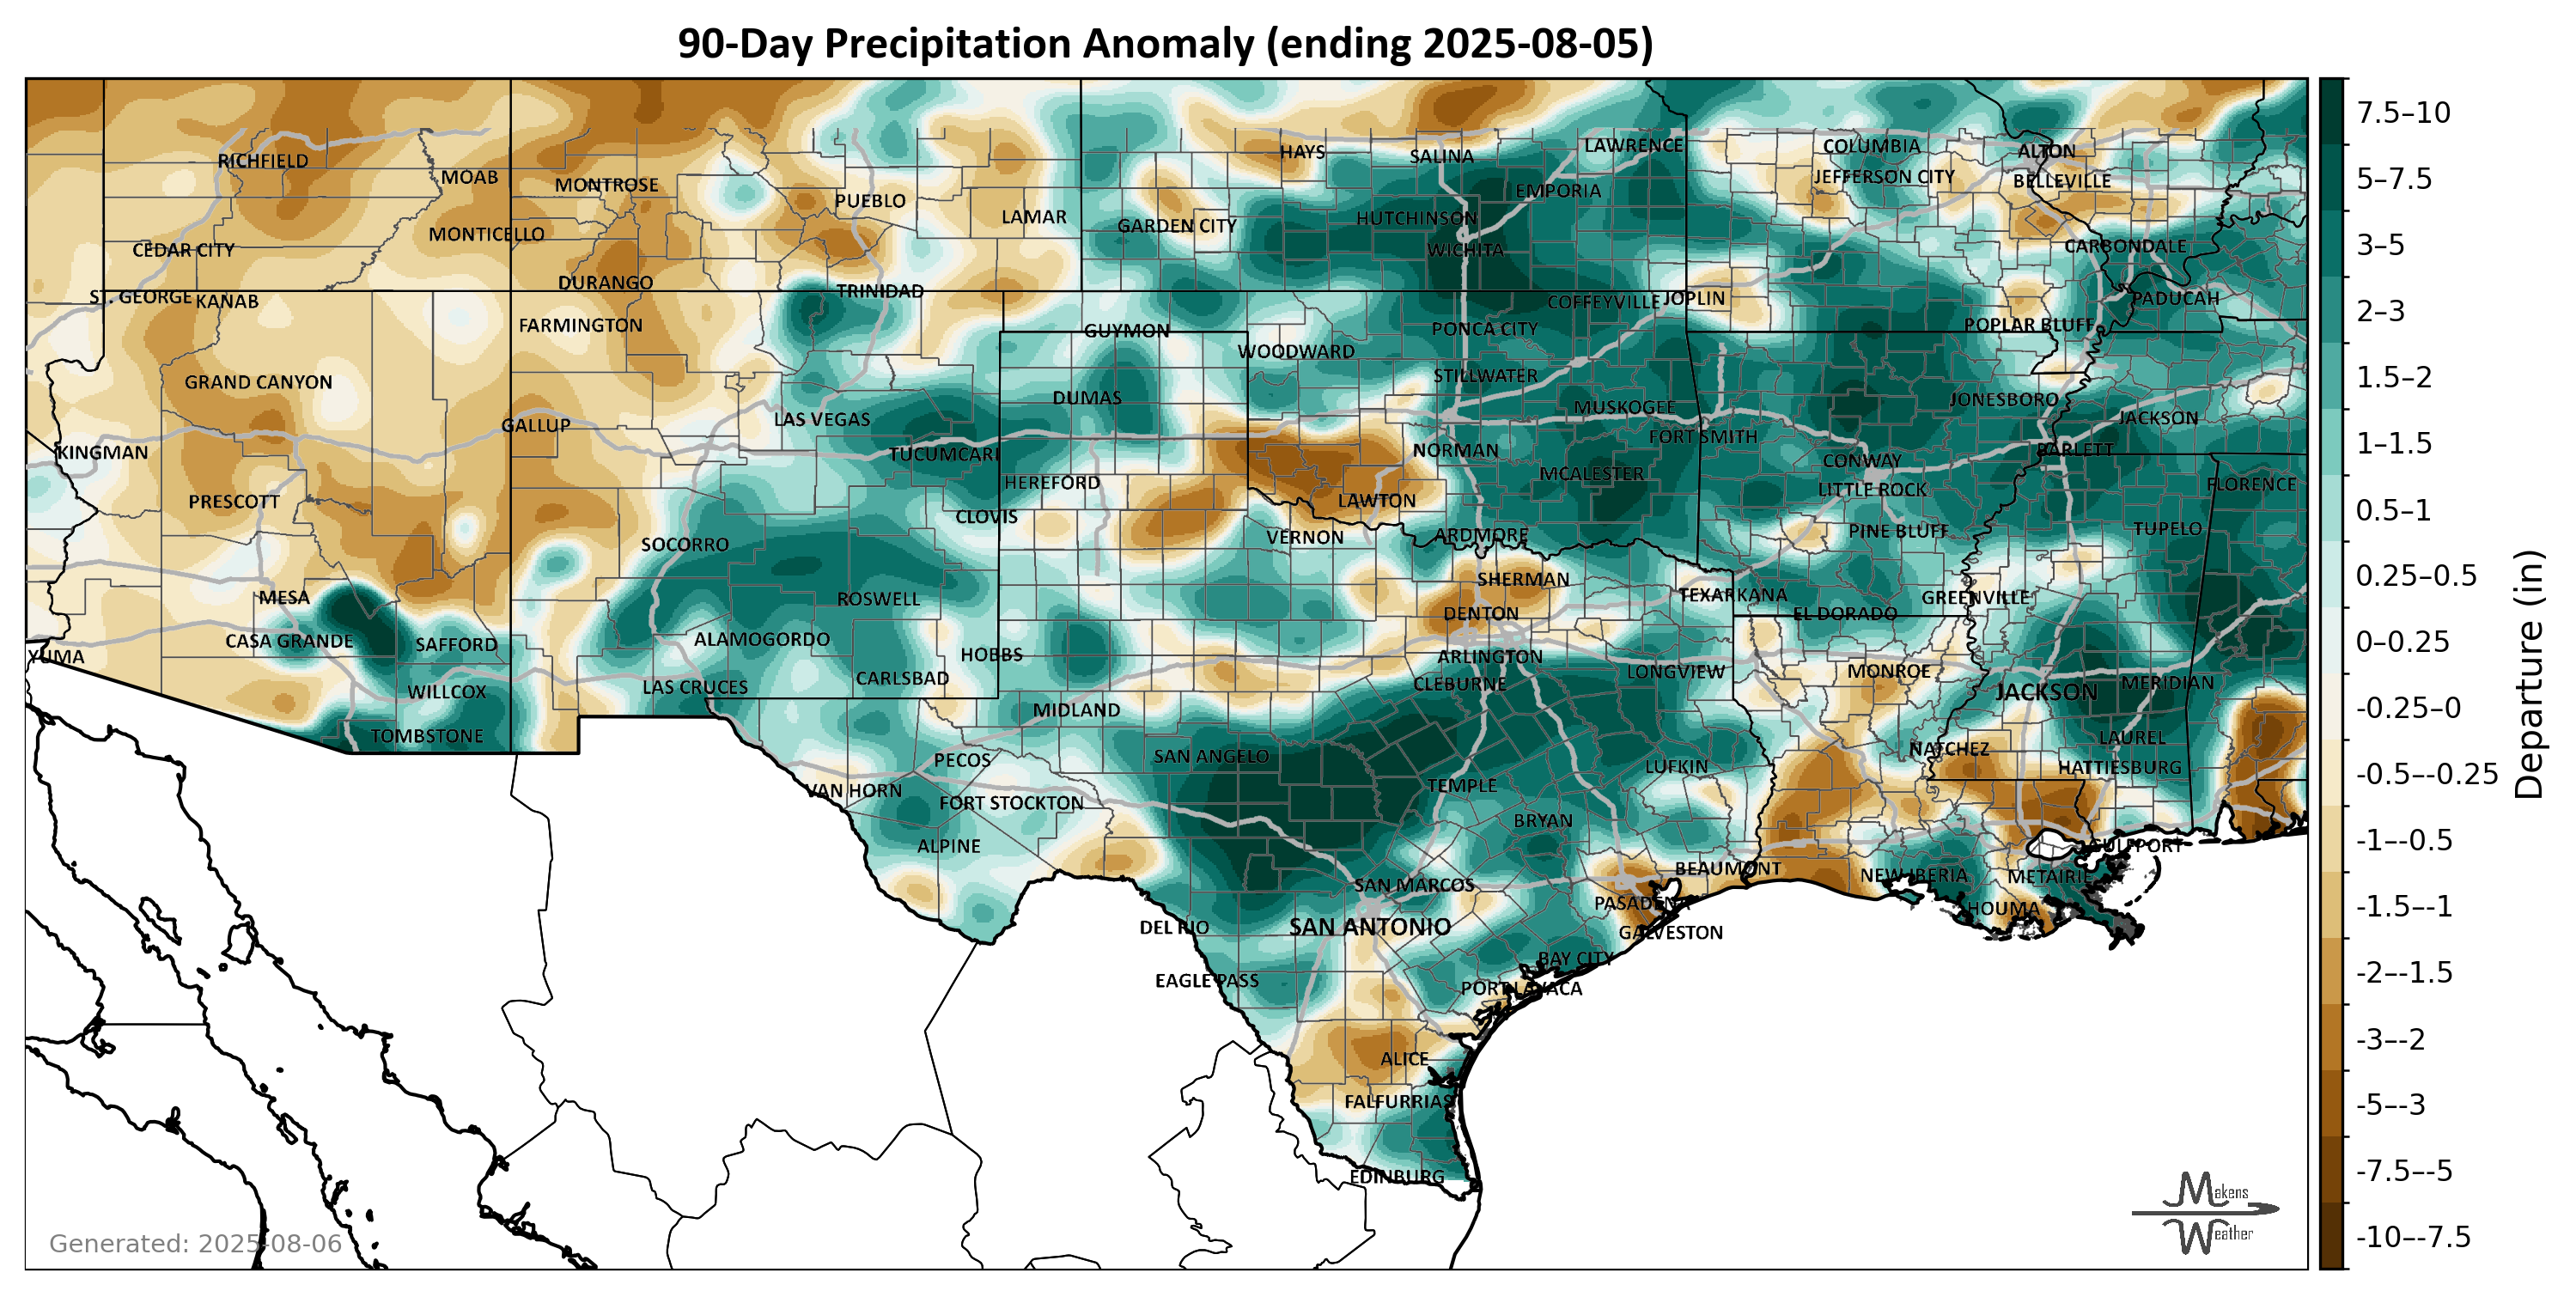 90-Day Precipitation Anomaly (ending 2025-08-05)
RICHFIELD
MOAB
MONTROSE
PUEBLO
LAMAR
HAYS
SALINA
LAWRENCE
COLUMBIA
ALTON
JEFFERSON CITY
BELLEVILLE
EMPORIA
GARDEN CITY
HUTCHINSON
WICHITA
CEDAR CITY
MONTICELLO
CARBONDALE
DURANGO
TRINIDAD
ST. GEORGE
KANAB
COFFEYVILLE
JOPLIN
PADUCAH
FARMINGTON
GUYMON
PONCA CITY
POPLAR BLUFF
WOODWARD
GRAND CANYON
STILLWATER
DUMAS
MUSKOGEE
JONESBORO
JACKSON
GALLUP
LAS VEGAS
FORT SMITH
KINGMAN
TUCUMCARI
NORMAN
BARLETT
MCALESTER
CONWAY
HEREFORD
LITTLE ROCK
FLORENCE
PRESCOTT
LAWTON
CLOVIS
PINE BLUFF
TUPELO
SOCORRO
VERNON
ARDMORE
SHERMAN
MESA
ROSWELL
DENTON
TEXARKANA
EL DORADO
GREENVILLE
CASA GRANDE
SAFFORD
ALAMOGORDO
HOBBS
ARLINGTON
YUMA
LAS CRUCES
CARLSBAD
CLEBURNE
LONGVIEW
MONROE
WILLCOX
JACKSON
MERIDIAN
MIDLAND
TOMBSTONE
SAN ANGELO
NATCHEZ
LAUREL
PECOS
LUFKIN
HATTIESBURG
VAN HORN
FORT STOCKTON
TEMPLE
BRYAN
ALPINE
GULFPORT
BEAUMONT
NEW IBERIA
METAIRIE
SAN MARCOS
PASADENA
HOUMA
DEL RIO
SAN ANTONIO
GALVESTON
BAY CITY
EAGLE PASS
PORT LAVACA
ALICE
FALFURRIAS
EDINBURG
Generated: 2025-08-06
Makens
Weather
7.5–10
5–7.5
3–5
2–3
1.5–2
1–1.5
0.5–1
0.25–0.5
0–0.25
-0.25–0
-0.5–-0.25
-1–-0.5
-1.5–-1
-2–-1.5
-3–-2
-5–-3
-7.5–-5
-10–-7.5
Departure (in)